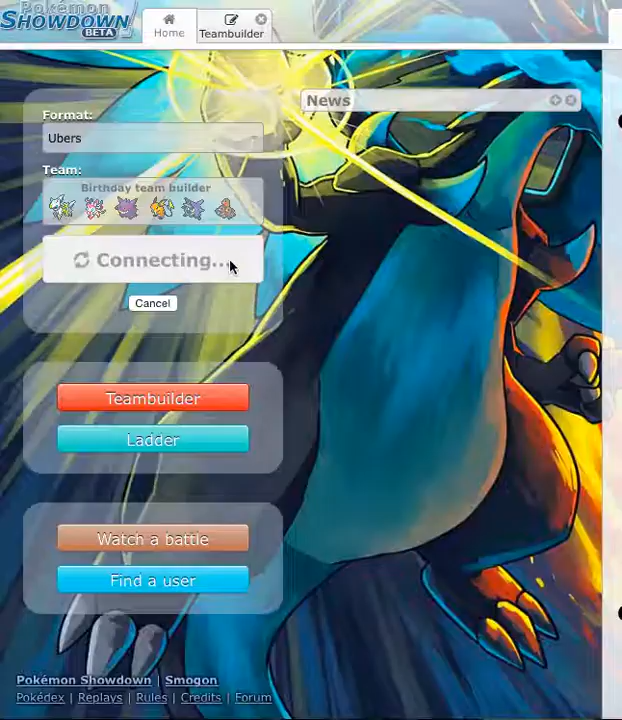 Pokémon
SHOWDOWN
BETA
Home
Teambuilder
News
Format:
Ubers
Team:
Birthday team builder
Connecting...
Cancel
Teambuilder
Ladder
Watch a battle
Find a user
Pokémon Showdown | Smogon
Pokédex | Replays | Rules | Credits | Forum